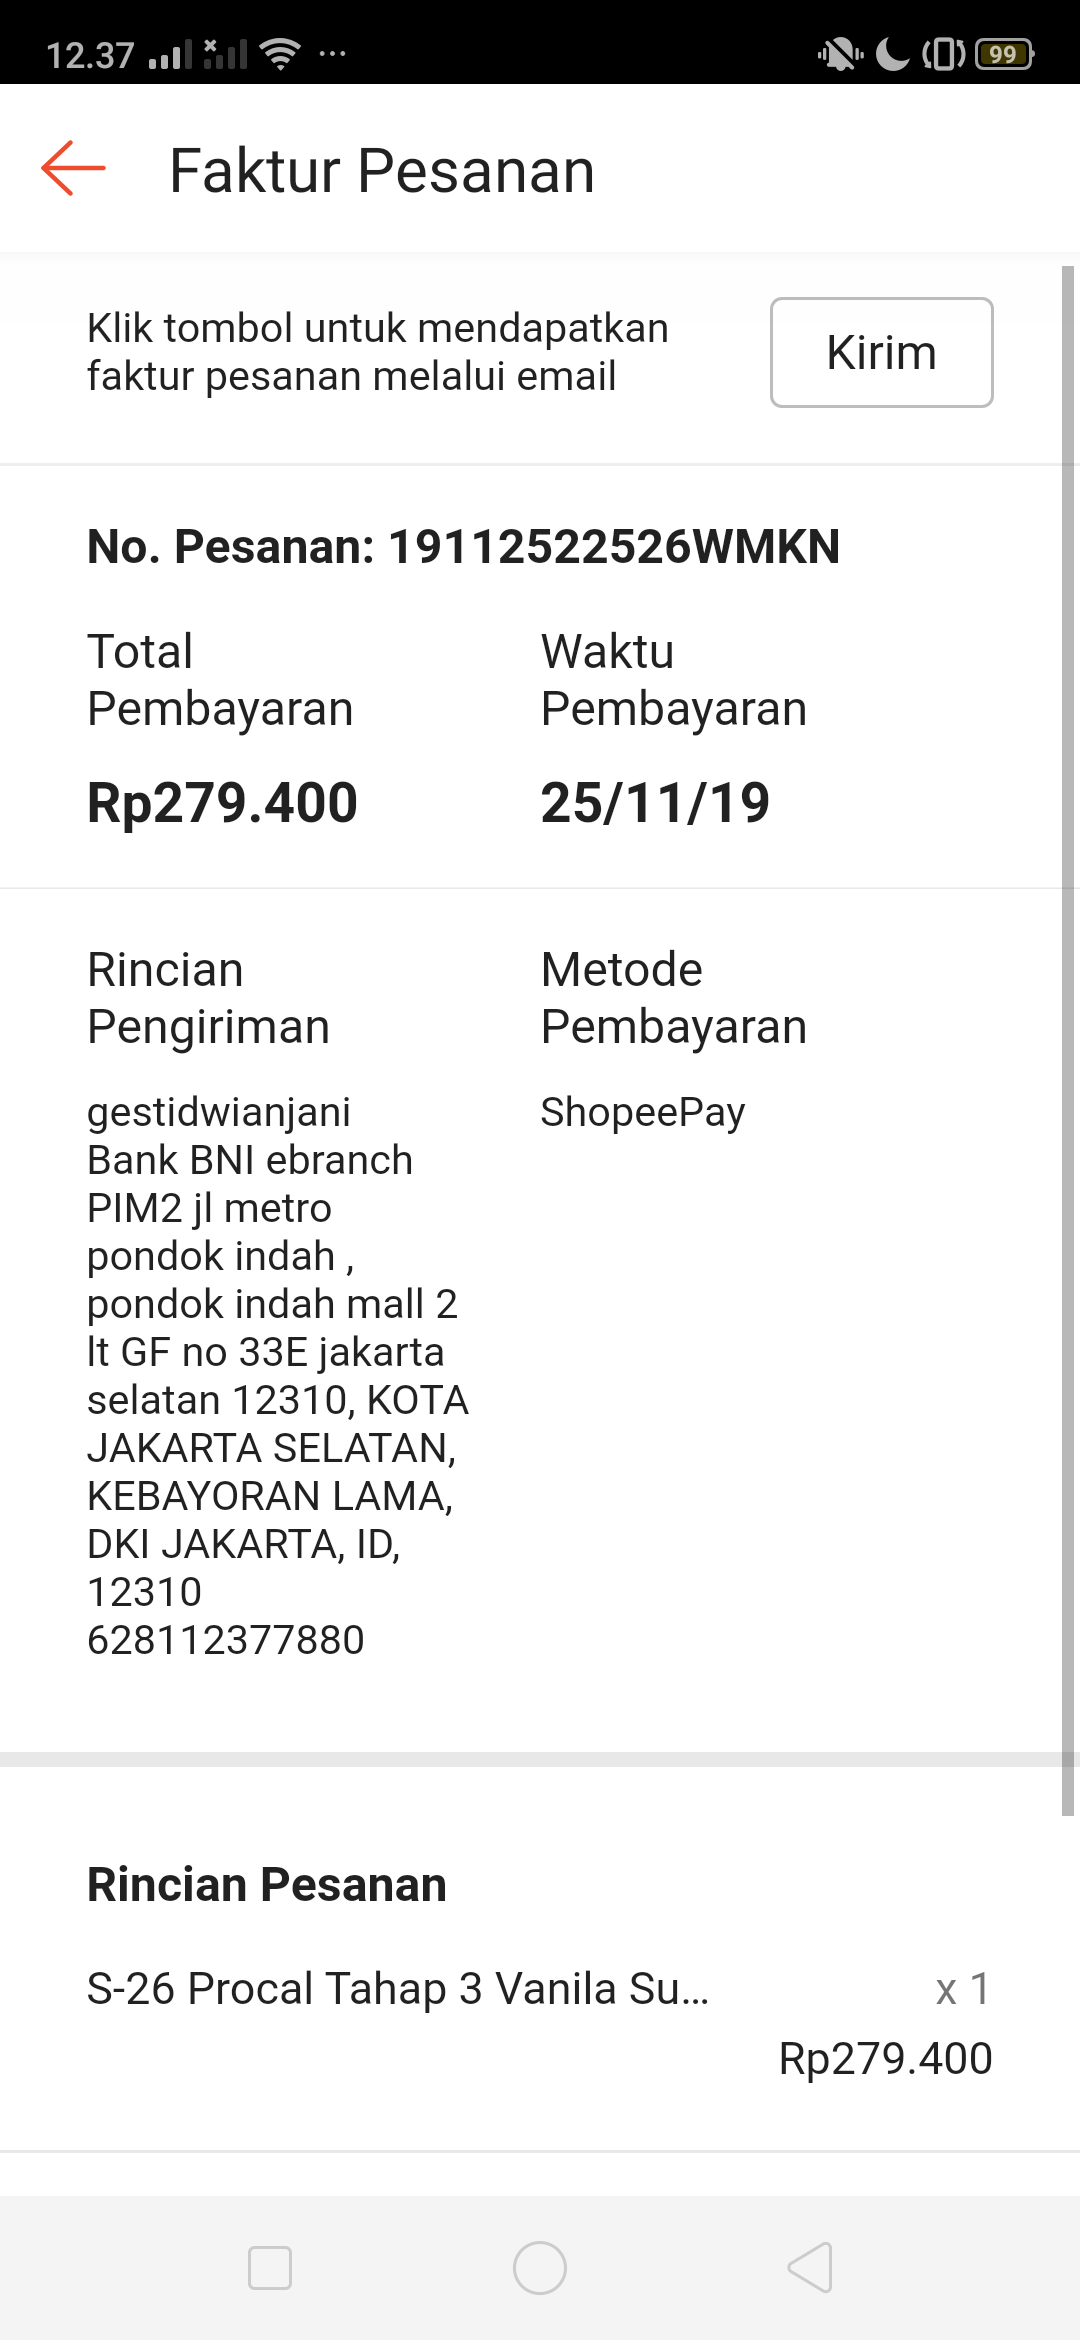 12.37
99
Faktur Pesanan
Klik tombol untuk mendapatkan
faktur pesanan melalui email
Kirim
No. Pesanan: 19112522526WMKN
Total
Pembayaran
Rp279.400
Waktu
Pembayaran
25/11/19
Rincian
Pengiriman
gestidwianjani
Bank BNI ebranch
PIM2 jl metro
pondok indah ,
pondok indah mall 2
lt GF no 33E jakarta
selatan 12310, KOTA
JAKARTA SELATAN,
KEBAYORAN LAMA,
DKI JAKARTA, ID,
12310
628112377880
Metode
Pembayaran
ShopeePay
Rincian Pesanan
S-26 Procal Tahap 3 Vanila Su...
x 1
Rp279.400